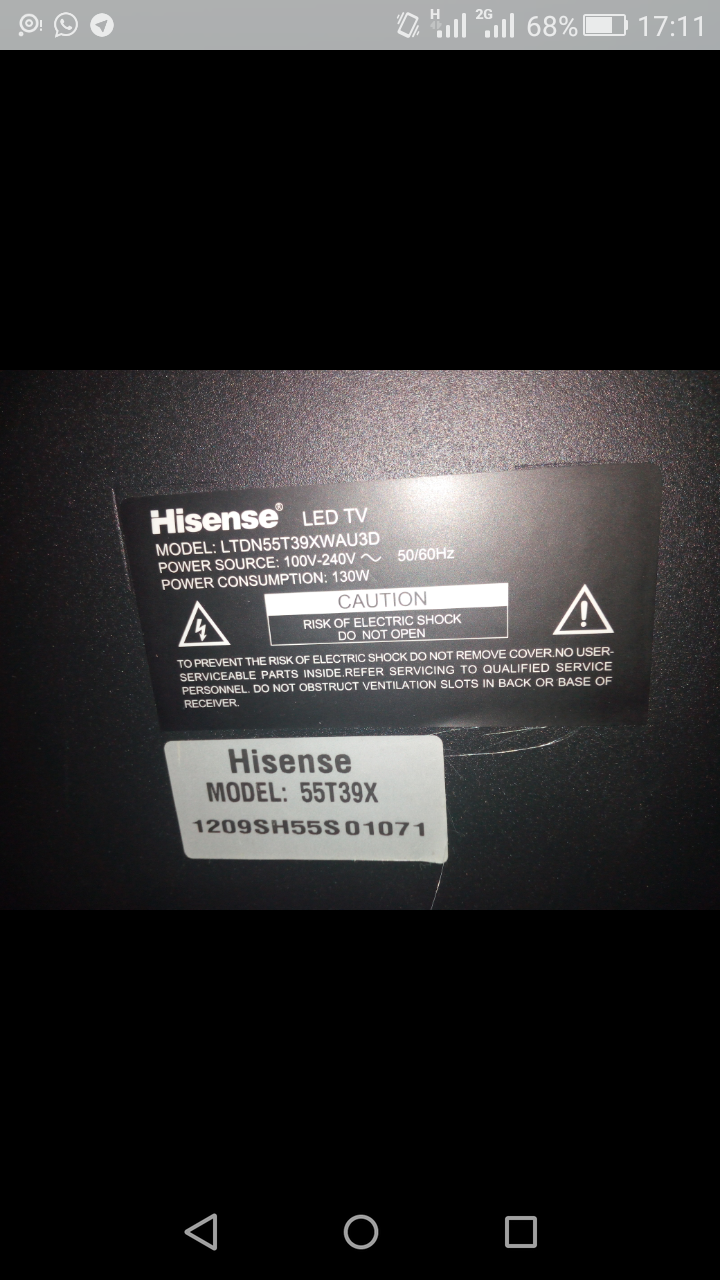 H 2G 68% 17:11
Hisense® LED TV
MODEL: LTDN55T39XWAU3D
POWER SOURCE: 100V-240V ~ 50/60Hz
POWER CONSUMPTION: 130W
CAUTION
RISK OF ELECTRIC SHOCK
DO NOT OPEN
TO PREVENT THE RISK OF ELECTRIC SHOCK DO NOT REMOVE COVER.NO USER-
SERVICEABLE PARTS INSIDE.REFER SERVICING TO QUALIFIED SERVICE
PERSONNEL. DO NOT OBSTRUCT VENTILATION SLOTS IN BACK OR BASE OF
RECEIVER.
Hisense
MODEL: 55T39X
1209SH55S01071